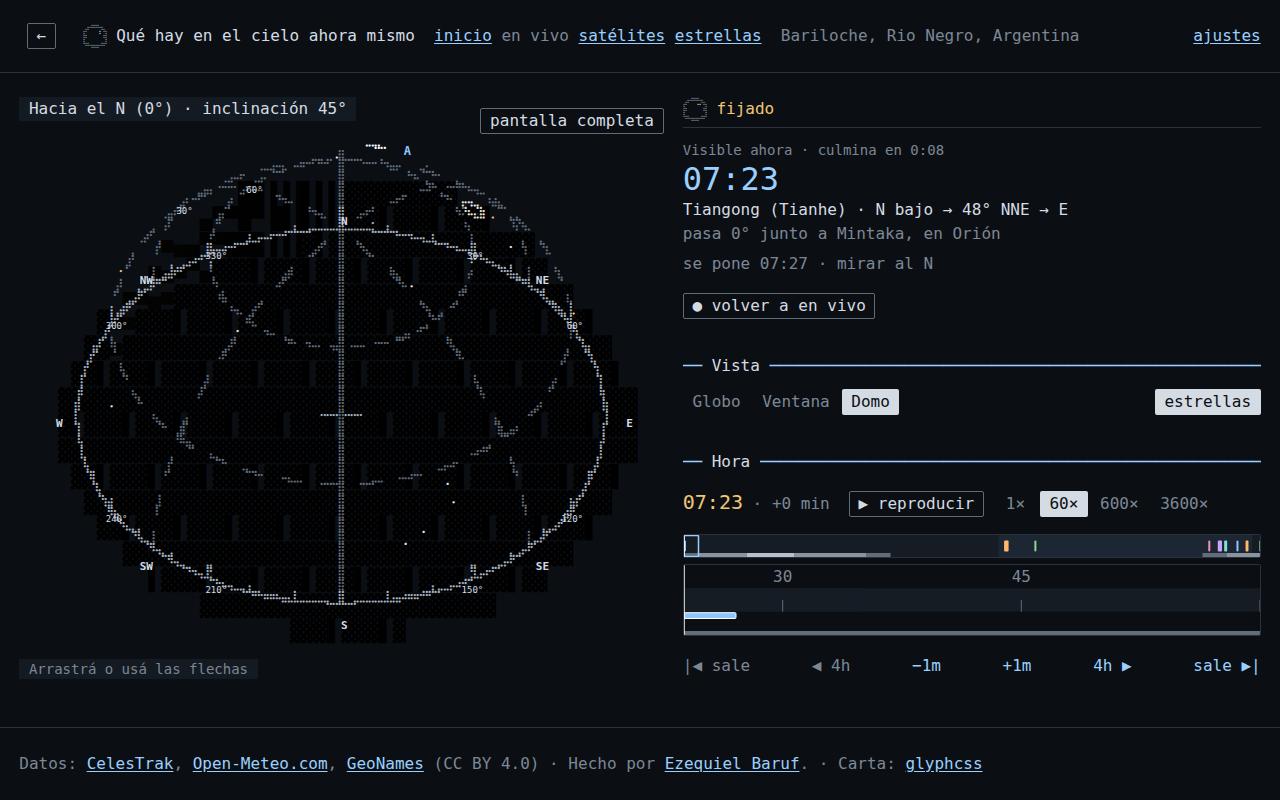 ← Qué hay en el cielo ahora mismo inicio en vivo satélites estrellas Bariloche, Rio Negro, Argentina ajustes
Hacia el N (0°) · inclinación 45°
pantalla completa
A
60°
30°
N
330°
30°
NW
NE
300°
60°
W
E
240°
120°
SW
SE
210°
150°
S
Arrastrá o usá las flechas
fijado
Visible ahora · culmina en 0:08
07:23
Tiangong (Tianhe) · N bajo → 48° NNE → E
pasa 0° junto a Mintaka, en Orión
se pone 07:27 · mirar al N
● volver a en vivo
Vista
Globo Ventana Domo estrellas
Hora
07:23 · +0 min ▶ reproducir 1× 60× 600× 3600×
30 45
|◀ sale ◀ 4h −1m +1m 4h ▶ sale ▶|
Datos: CelesTrak, Open-Meteo.com, GeoNames (CC BY 4.0) · Hecho por Ezequiel Baruf. · Carta: glyphcss